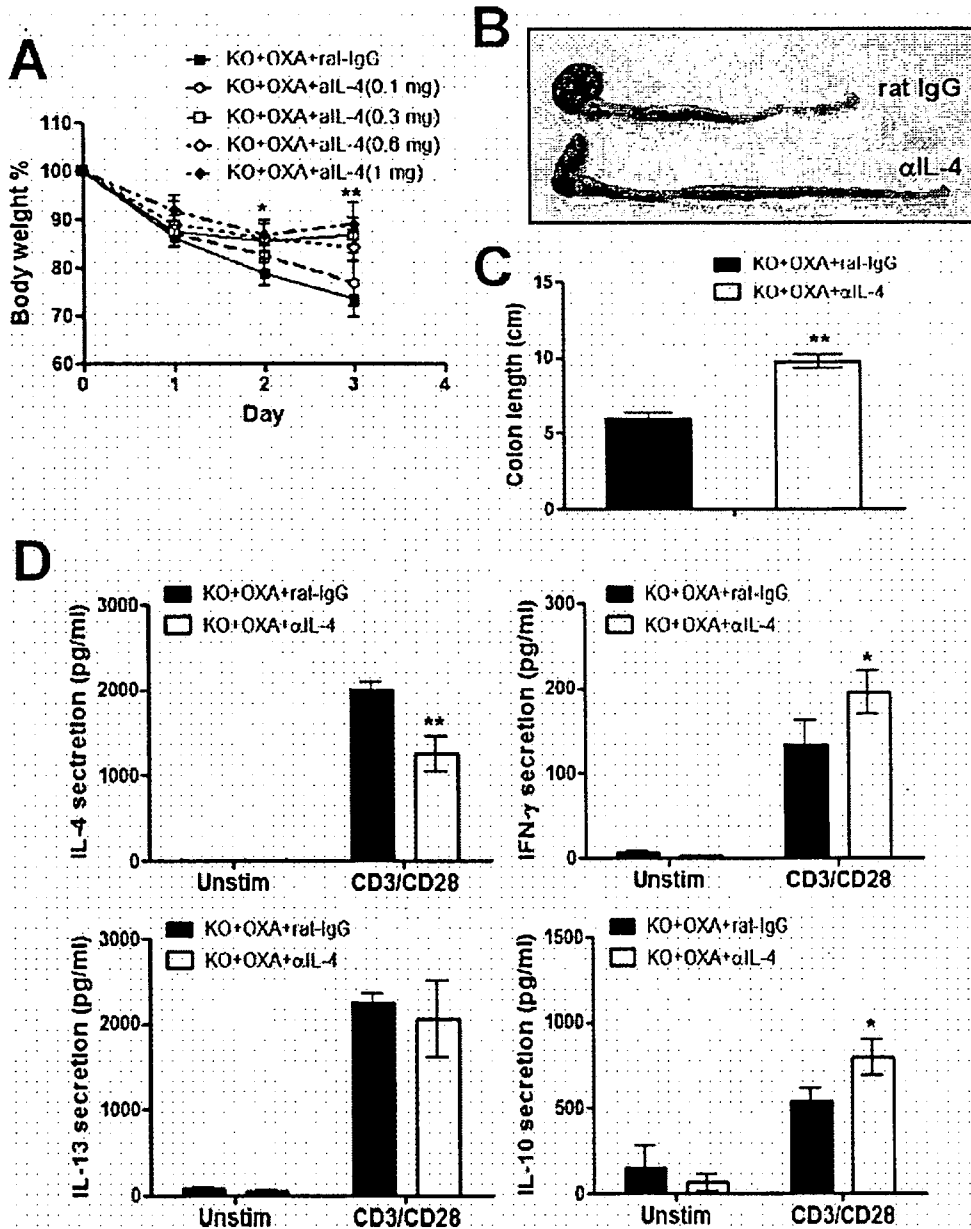 A
KO+OXA+rat-IgG
KO+OXA+aIL-4(0.1 mg)
KO+OXA+aIL-4(0.3 mg)
KO+OXA+aIL-4(0.6 mg)
KO+OXA+aIL-4(1 mg)
Body weight %
110
100
90
80
70
60
*
**
0
1
2
3
4
Day
B
rat IgG
αIL-4
C
KO+OXA+rat-IgG
KO+OXA+αIL-4
Colon length (cm)
15
10
5
0
**
D
KO+OXA+rat-IgG
KO+OXA+αIL-4
IL-4 sectretion (pg/ml)
3000
2000
1000
0
**
Unstim
CD3/CD28
KO+OXA+rat-IgG
KO+OXA+αIL-4
IFN-γ secretion (pg/ml)
300
200
100
0
*
Unstim
CD3/CD28
KO+OXA+rat-IgG
KO+OXA+αIL-4
IL-13 secretion (pg/ml)
3000
2000
1000
0
Unstim
CD3/CD28
KO+OXA+rat-IgG
KO+OXA+αIL-4
IL-10 secretion (pg/ml)
1500
1000
500
0
*
Unstim
CD3/CD28